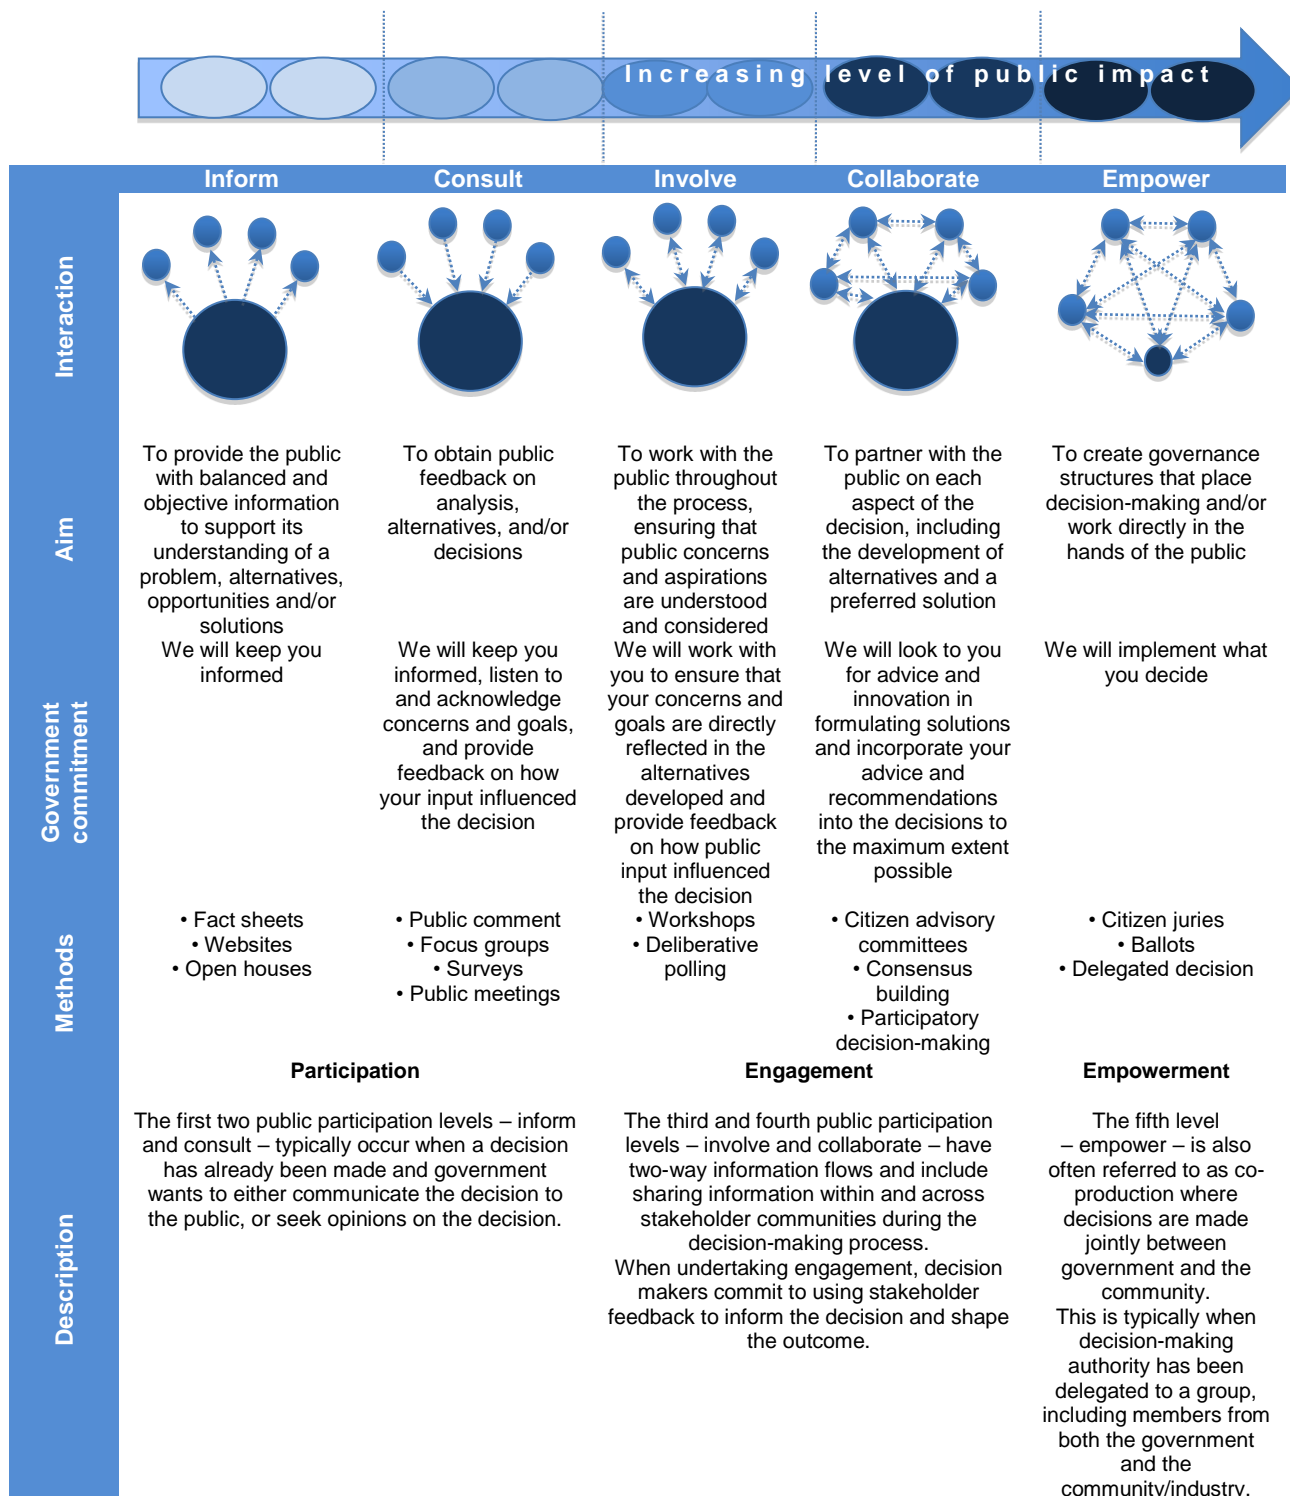 Increasing level of public impact
Inform
Consult
Involve
Collaborate
Empower
Interaction
Aim
To provide the public
with balanced and
objective information
to support its
understanding of a
problem, alternatives,
opportunities and/or
solutions
To obtain public
feedback on
analysis,
alternatives, and/or
decisions
To work with the
public throughout
the process,
ensuring that
public concerns
and aspirations
are understood
and considered
To partner with the
public on each
aspect of the
decision, including
the development of
alternatives and a
preferred solution
To create governance
structures that place
decision-making and/or
work directly in the
hands of the public
Government
commitment
We will keep you
informed
We will keep you
informed, listen to
and acknowledge
concerns and goals,
and provide
feedback on how
your input influenced
the decision
We will work with
you to ensure that
your concerns and
goals are directly
reflected in the
alternatives
developed and
provide feedback
on how public
input influenced
the decision
We will look to you
for advice and
innovation in
formulating solutions
and incorporate your
advice and
recommendations
into the decisions to
the maximum extent
possible
We will implement what
you decide
Methods
• Fact sheets
• Websites
• Open houses
• Public comment
• Focus groups
• Surveys
• Public meetings
• Workshops
• Deliberative
polling
• Citizen advisory
committees
• Consensus
building
• Participatory
decision-making
• Citizen juries
• Ballots
• Delegated decision
Description
Participation
The first two public participation levels – inform
and consult – typically occur when a decision
has already been made and government
wants to either communicate the decision to
the public, or seek opinions on the decision.
Engagement
The third and fourth public participation
levels – involve and collaborate – have
two-way information flows and include
sharing information within and across
stakeholder communities during the
decision-making process.
When undertaking engagement, decision
makers commit to using stakeholder
feedback to inform the decision and shape
the outcome.
Empowerment
The fifth level
– empower – is also
often referred to as co-
production where
decisions are made
jointly between
government and the
community.
This is typically when
decision-making
authority has been
delegated to a group,
including members from
both the government
and the
community/industry.